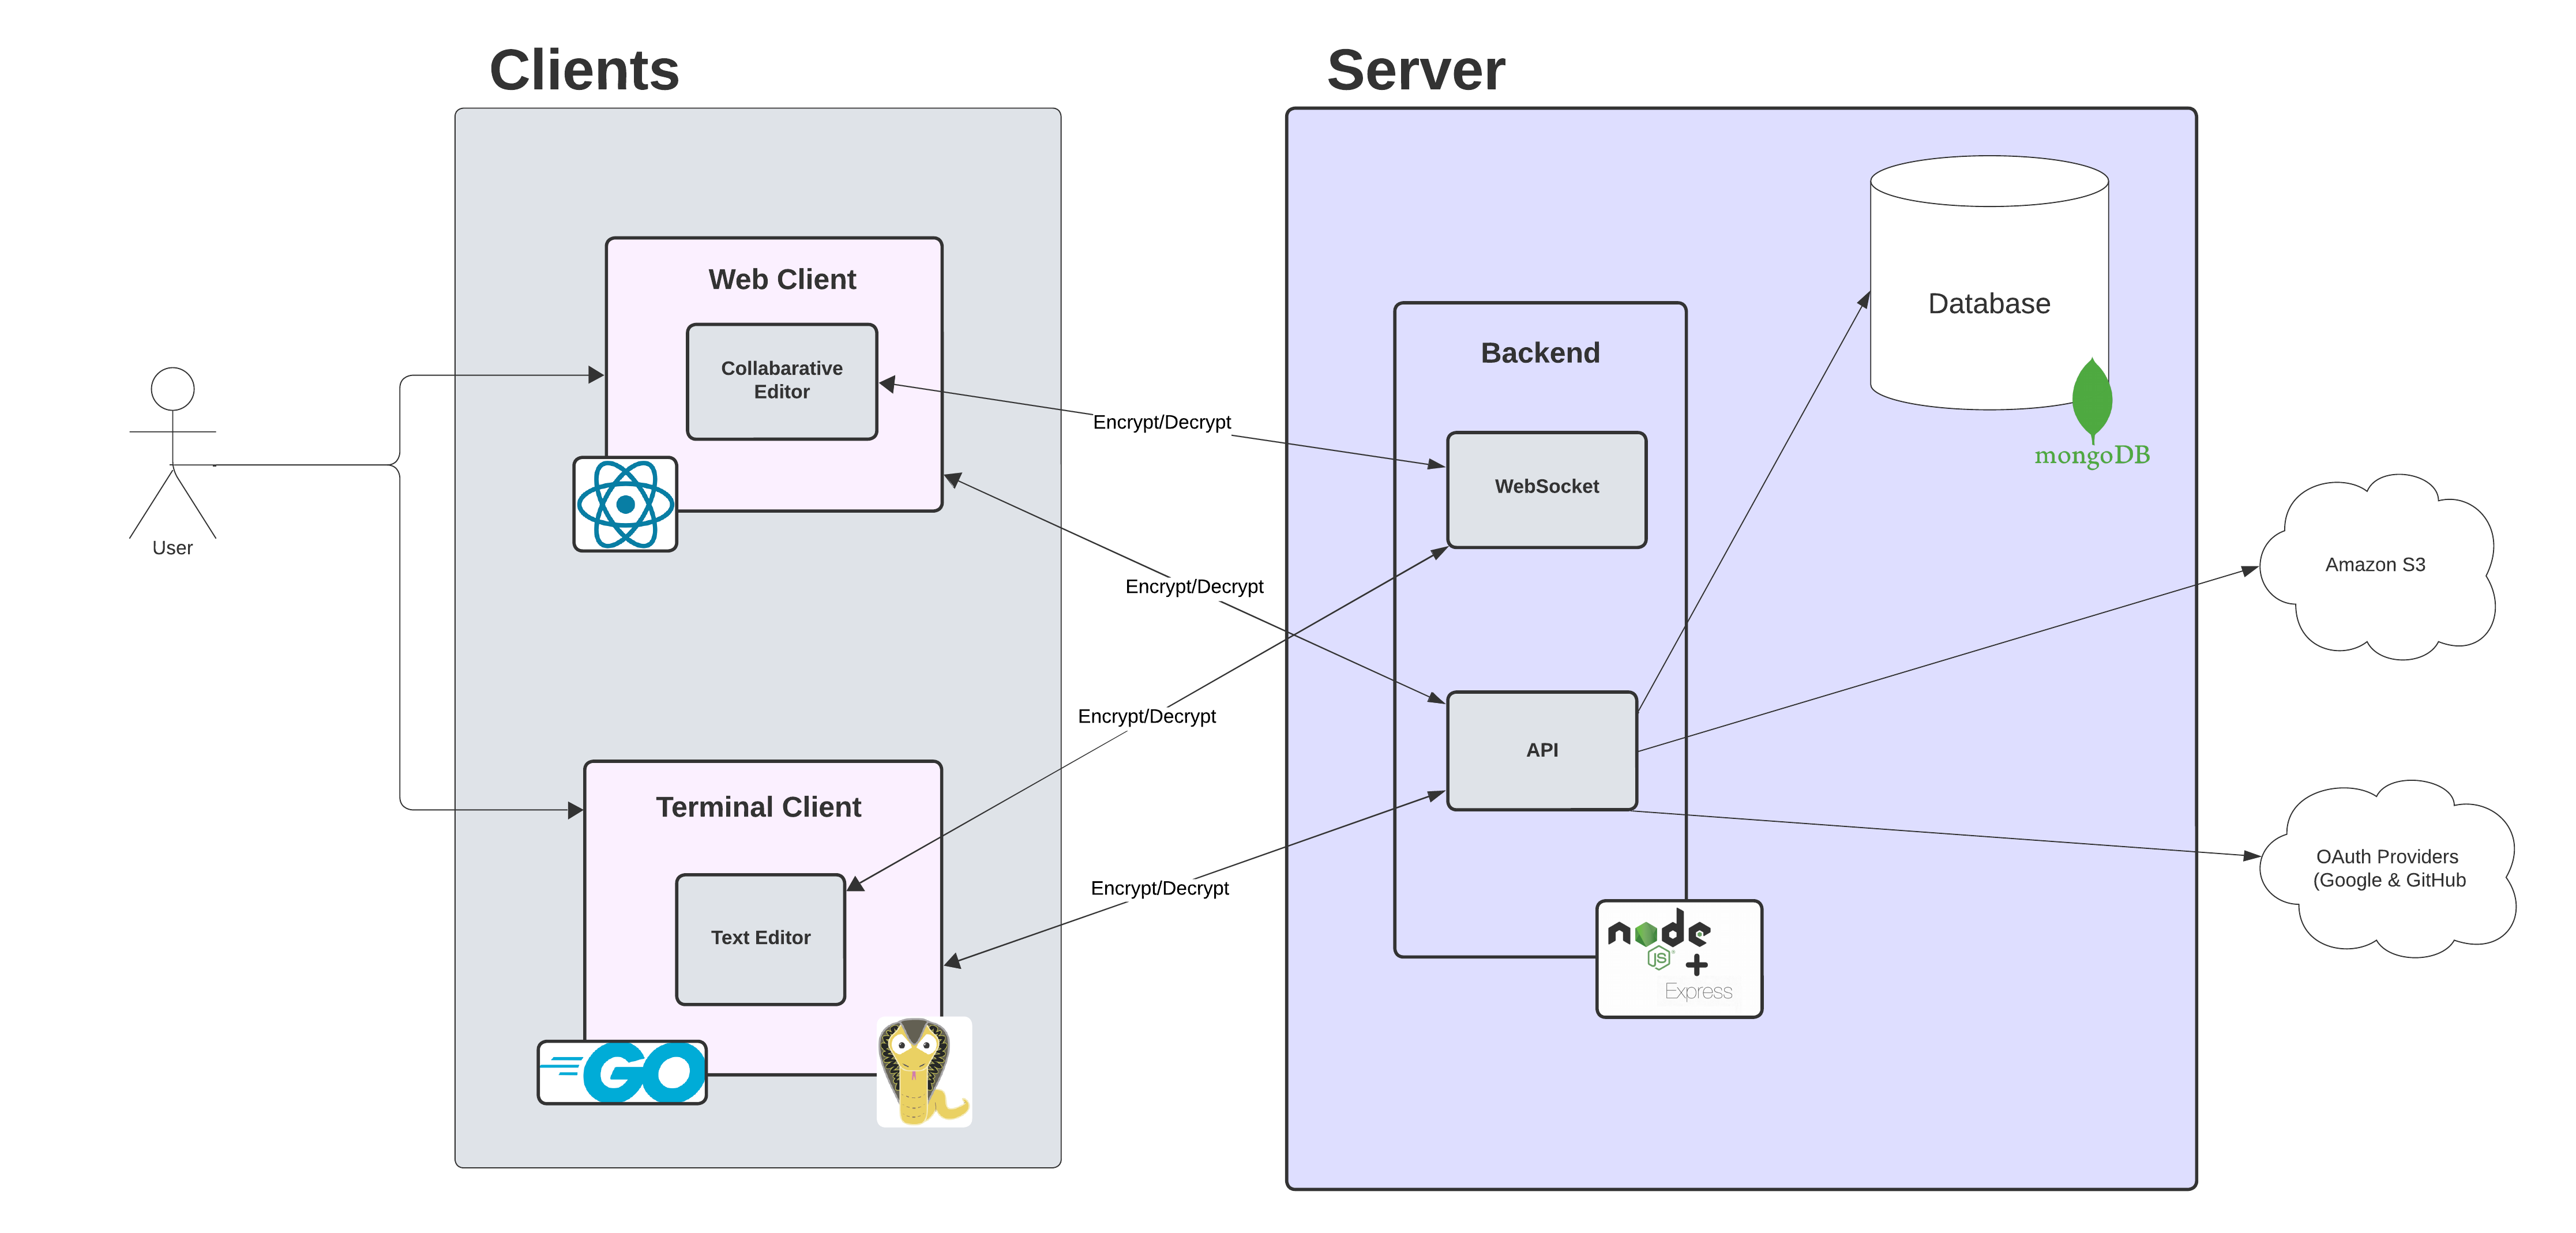 Clients
Server
Web Client
Collabarative
Editor
Encrypt/Decrypt
Backend
WebSocket
Database
mongoDB
User
Amazon S3
Encrypt/Decrypt
Encrypt/Decrypt
API
Terminal Client
Text Editor
Encrypt/Decrypt
OAuth Providers
(Google & GitHub
node
JS
+
Express
GO